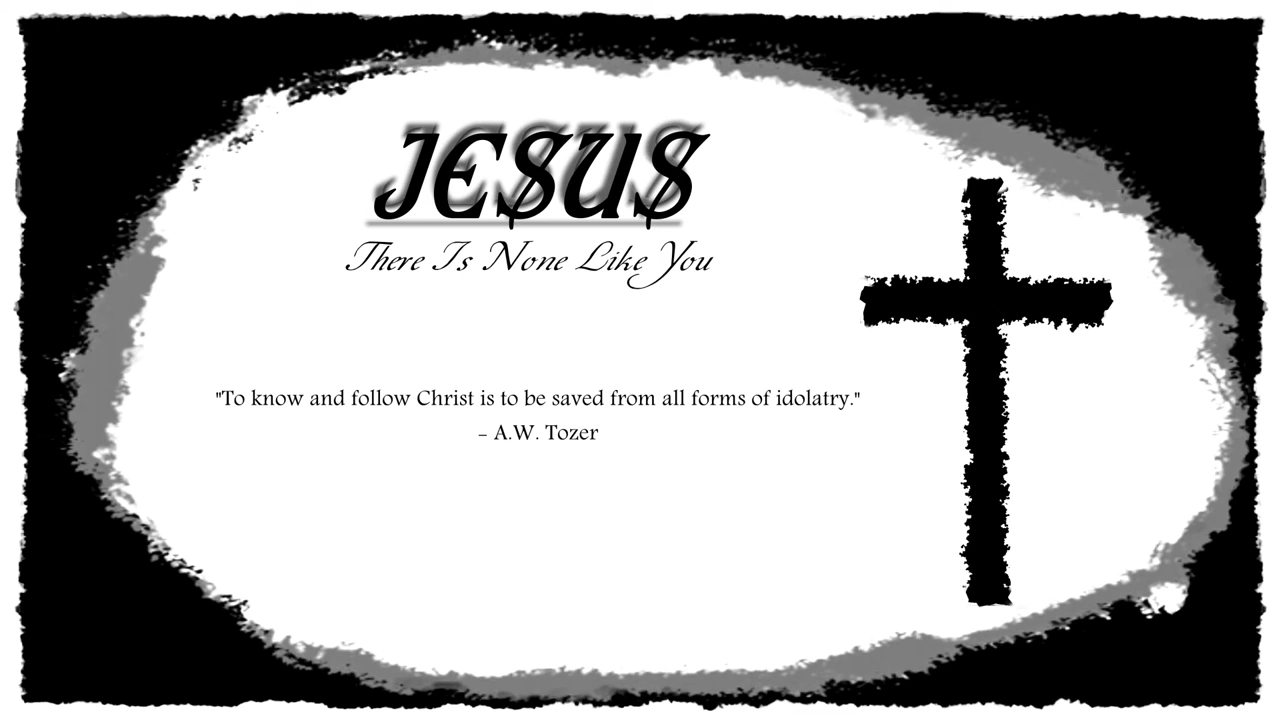 JESUS
There Is None Like You
"To know and follow Christ is to be saved from all forms of idolatry."
- A.W. Tozer